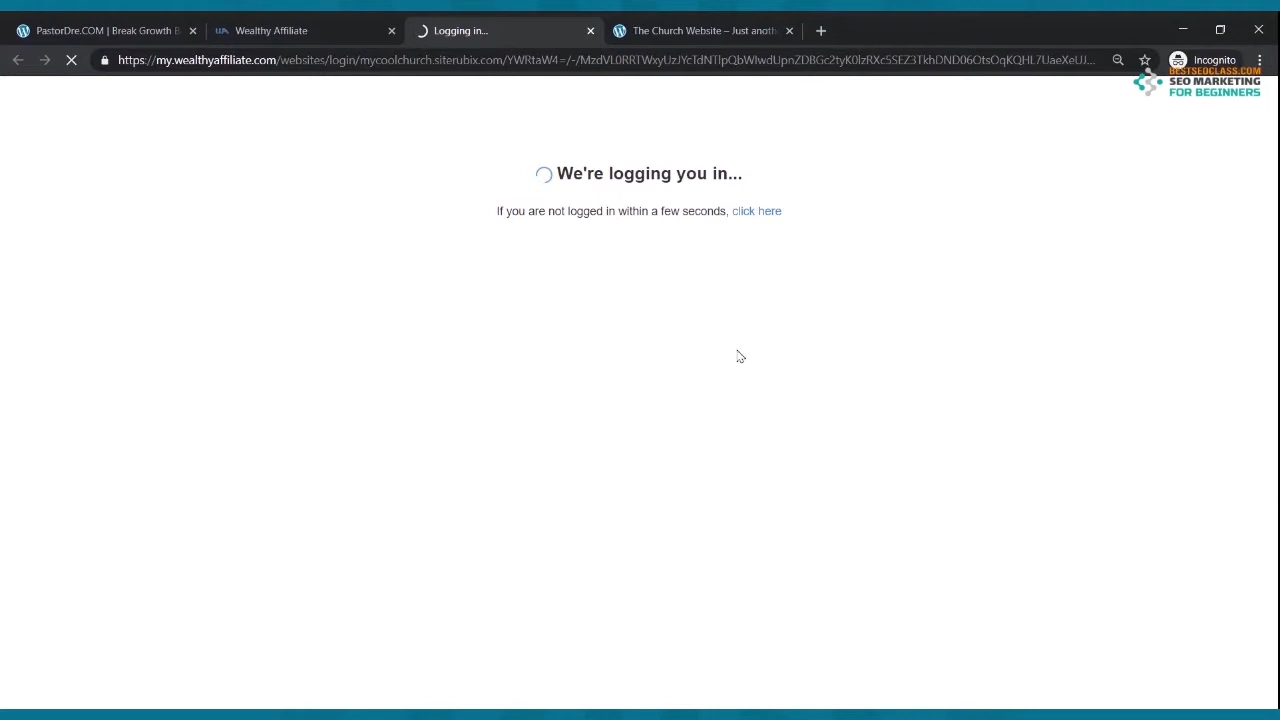 PastorDre.COM | Break Growth B
Wealthy Affiliate
Logging in...
The Church Website – Just anoth
https://my.wealthyaffiliate.com/websites/login/mycoolchurch.siterubix.com/
Incognito
BESTSEOCLASS.COM
SEO MARKETING
FOR BEGINNERS
We're logging you in...
If you are not logged in within a few seconds, click here